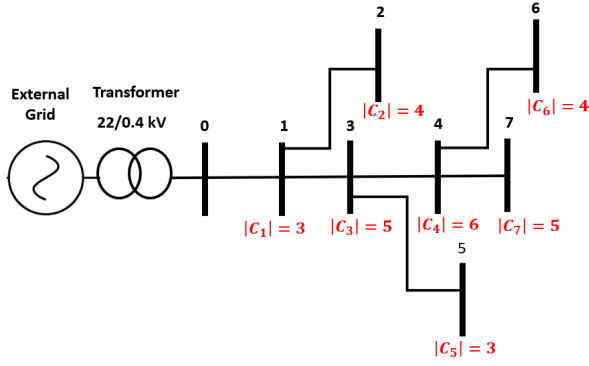 External
Grid
Transformer
22/0.4 kV
0
1
2
3
4
5
6
7
|C₁| = 3
|C₂| = 4
|C₃| = 5
|C₄| = 6
|C₅| = 3
|C₆| = 4
|C₇| = 5